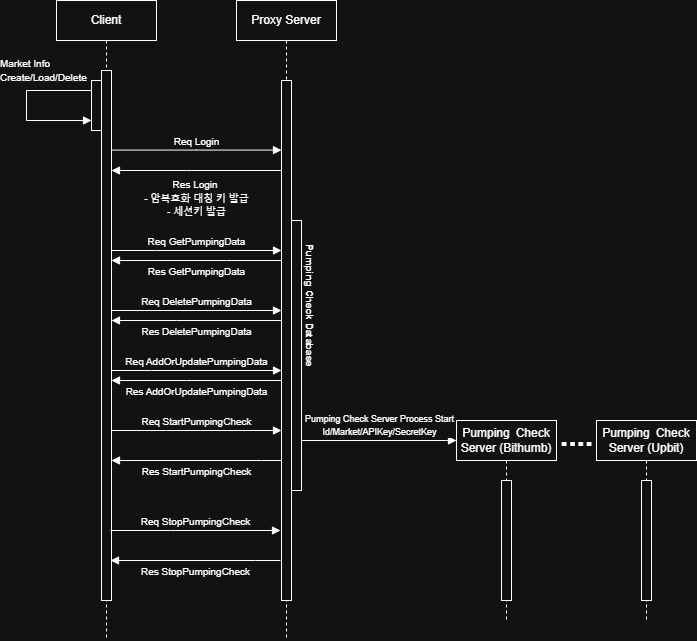 Client
Proxy Server
Market Info
Create/Load/Delete
Req Login
Res Login
- 암복호화 대칭 키 발급
- 세션키 발급
Req GetPumpingData
Res GetPumpingData
Req DeletePumpingData
Res DeletePumpingData
Req AddOrUpdatePumpingData
Res AddOrUpdatePumpingData
Pumping Check Database
Req StartPumpingCheck
Pumping Check Server Process Start
Id/Market/APIKey/SecretKey
Res StartPumpingCheck
Pumping Check
Server (Bithumb)
Pumping Check
Server (Upbit)
Req StopPumpingCheck
Res StopPumpingCheck